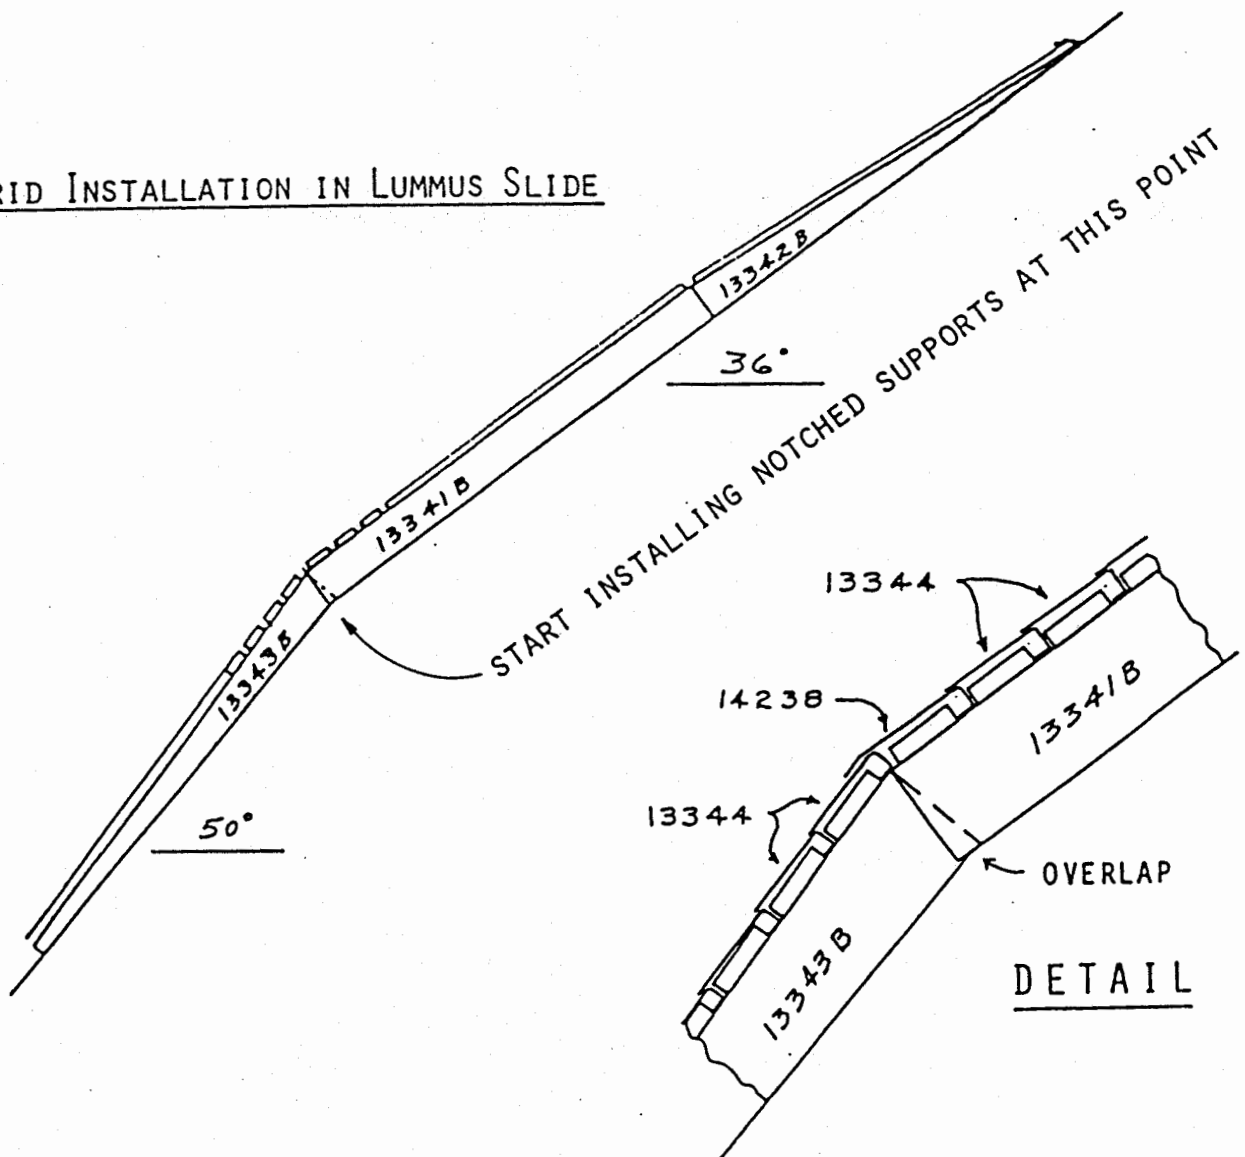 RID INSTALLATION IN LUMMUS SLIDE
13342B
36°
START INSTALLING NOTCHED SUPPORTS AT THIS POINT
13341B
13343B
50°
13344
14238
13341B
13344
OVERLAP
13343B
DETAIL